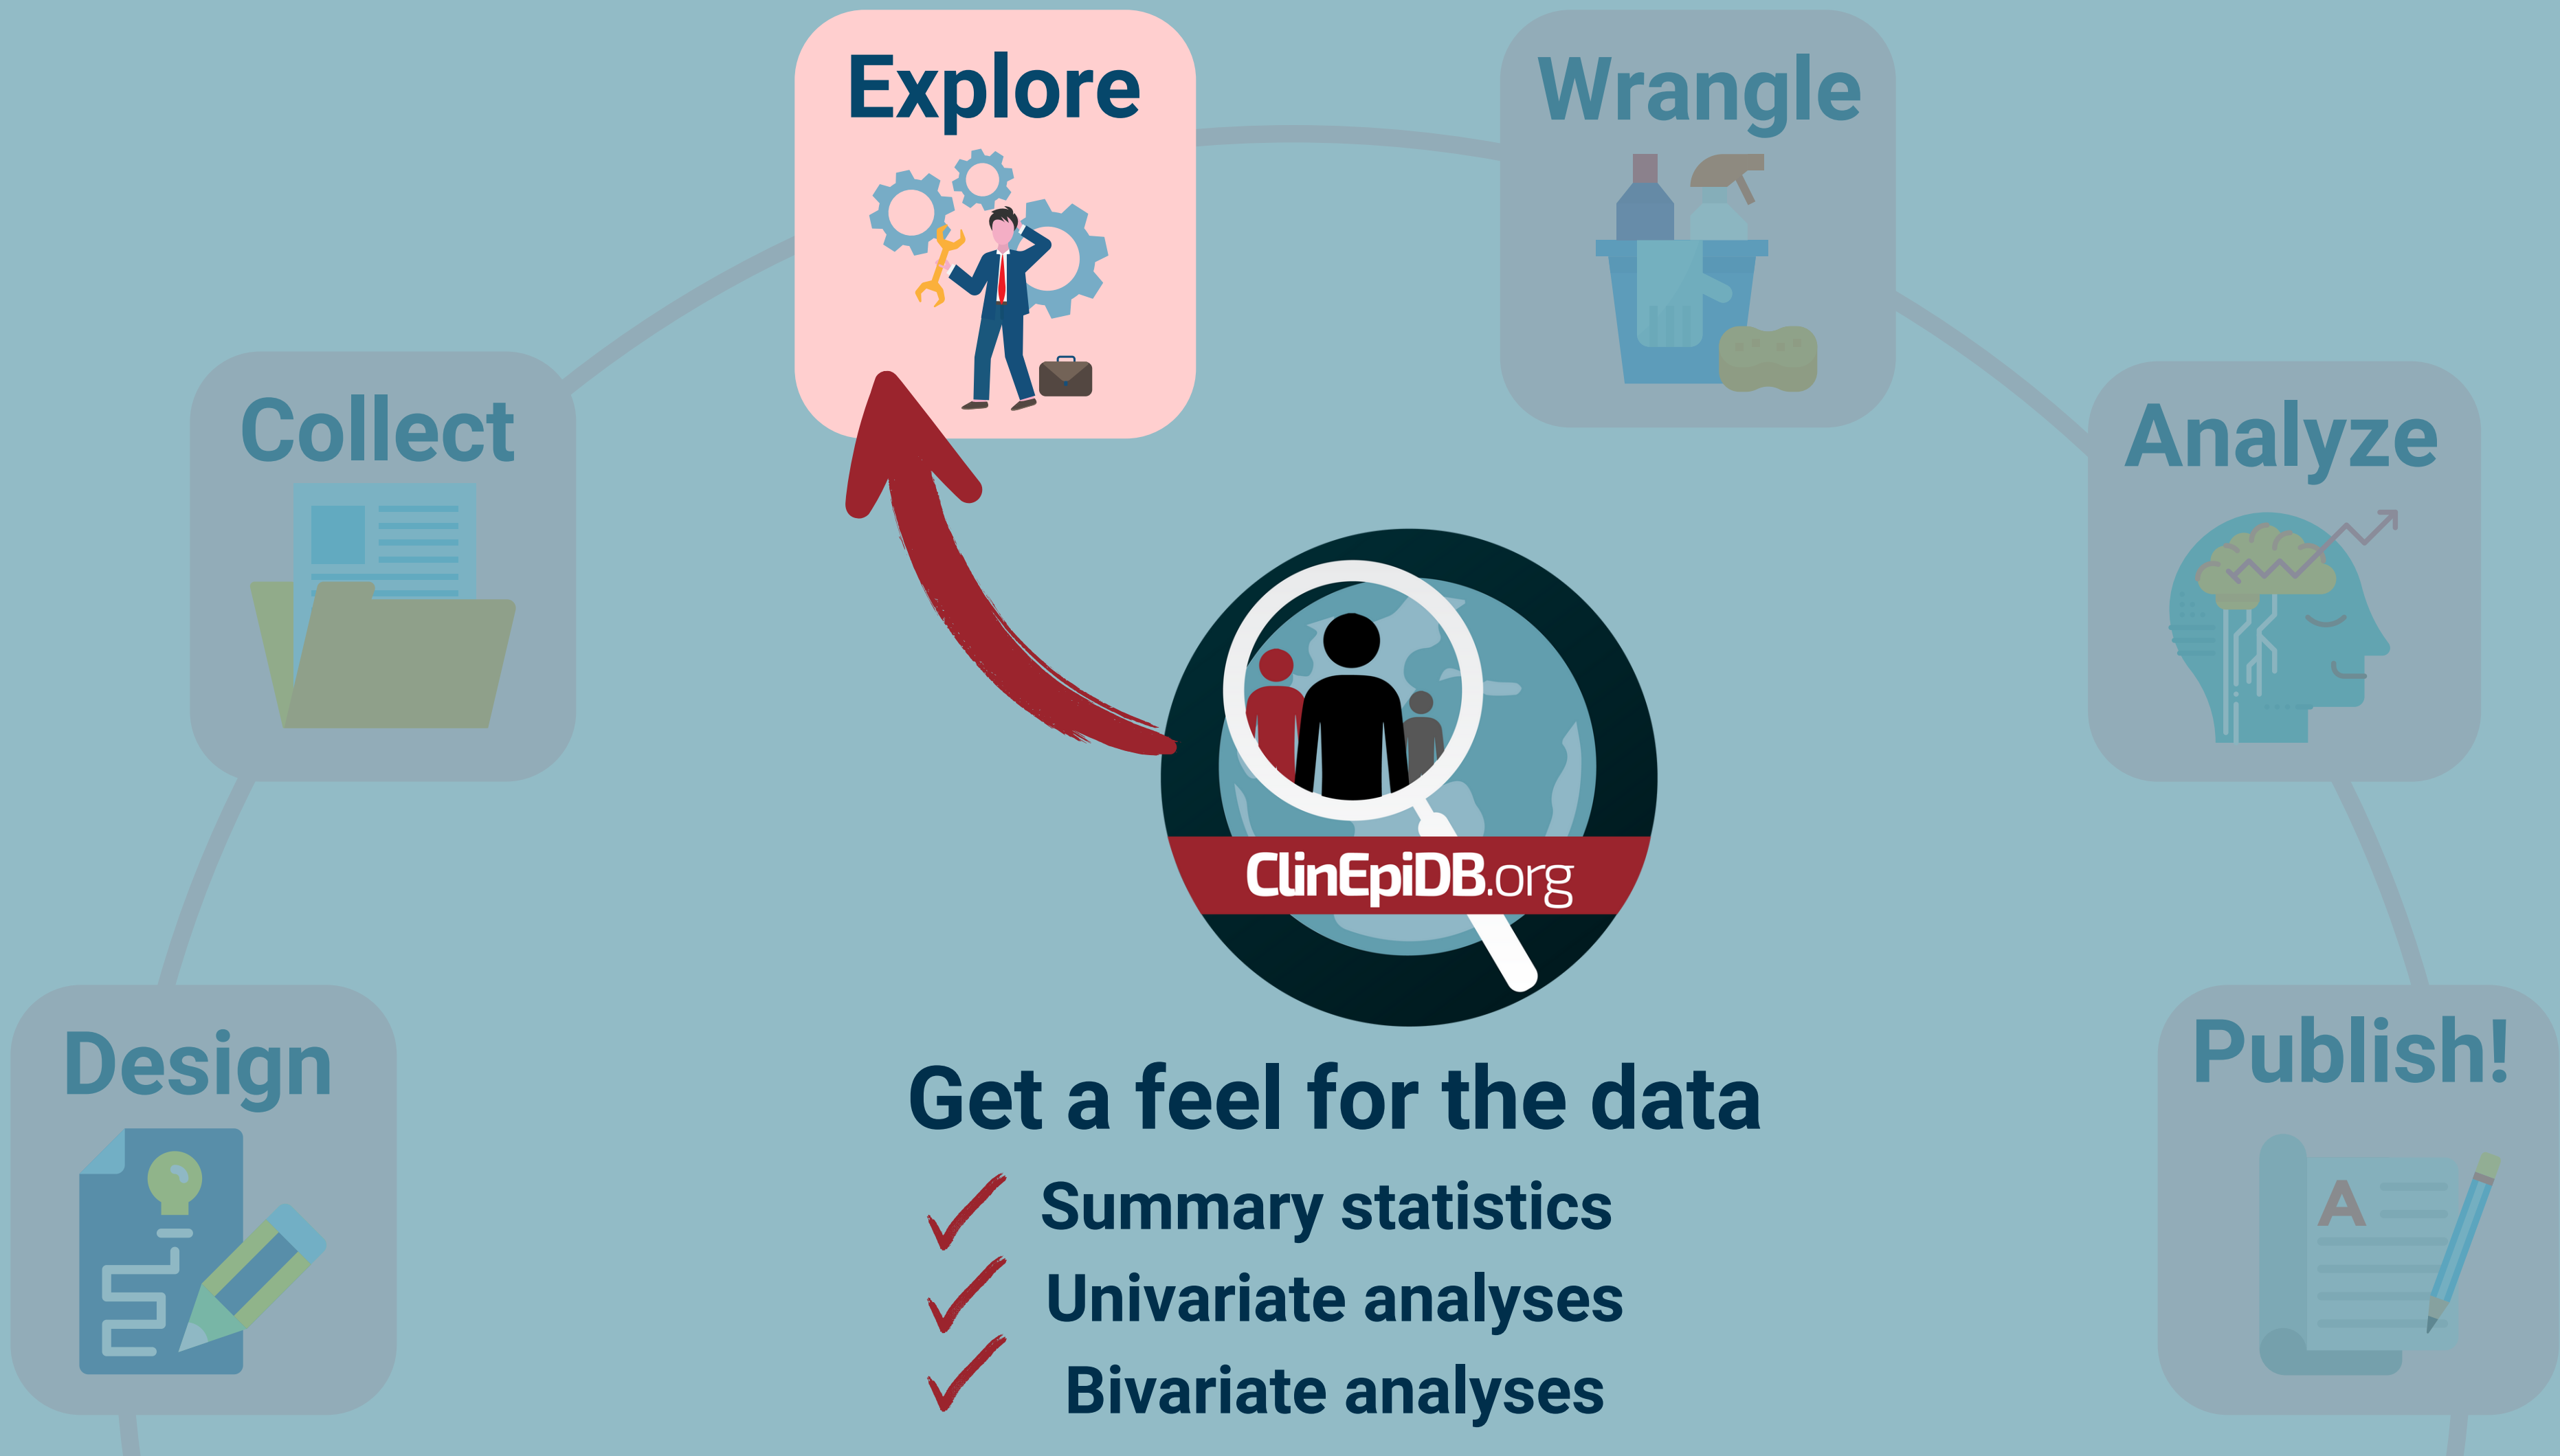 Explore
Wrangle
Collect
Analyze
ClinEpiDB.org
Design
Publish!
A
Get a feel for the data
Summary statistics
Univariate analyses
Bivariate analyses